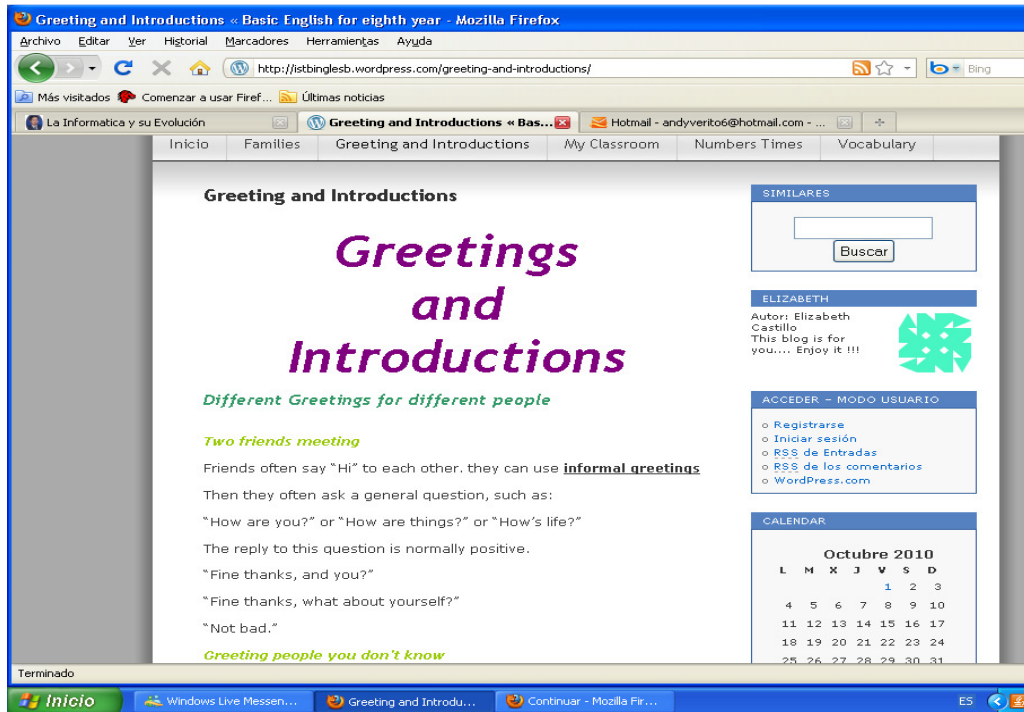 Greeting and Introductions « Basic English for eighth year - Mozilla Firefox
Archivo Editar Ver Historial Marcadores Herramientas Ayuda
http://istbinglesb.wordpress.com/greeting-and-introductions/ Bing
Más visitados Comenzar a usar Firef... Últimas noticias
La Informatica y su Evolución Greeting and Introductions « Bas... Hotmail - andyverito6@hotmail.com - ...
Inicio Families Greeting and Introductions My Classroom Numbers Times Vocabulary
Greeting and Introductions
Greetings
and
Introductions
Different Greetings for different people
Two friends meeting
Friends often say “Hi” to each other. they can use informal greetings
Then they often ask a general question, such as:
“How are you?” or “How are things?” or “How’s life?”
The reply to this question is normally positive.
“Fine thanks, and you?”
“Fine thanks, what about yourself?”
“Not bad.”
Greeting people you don’t know
SIMILARES
Buscar
ELIZABETH
Autor: Elizabeth
Castillo
This blog is for
you.... Enjoy it !!!
ACCEDER – MODO USUARIO
Registrarse
Iniciar sesión
RSS de Entradas
RSS de los comentarios
WordPress.com
CALENDAR
Octubre 2010
L M X J V S D
1 2 3
4 5 6 7 8 9 10
11 12 13 14 15 16 17
18 19 20 21 22 23 24
25 26 27 28 29 30 31
Terminado
Inicio Windows Live Messen... Greeting and Introdu... Continuar - Mozilla Fir... ES